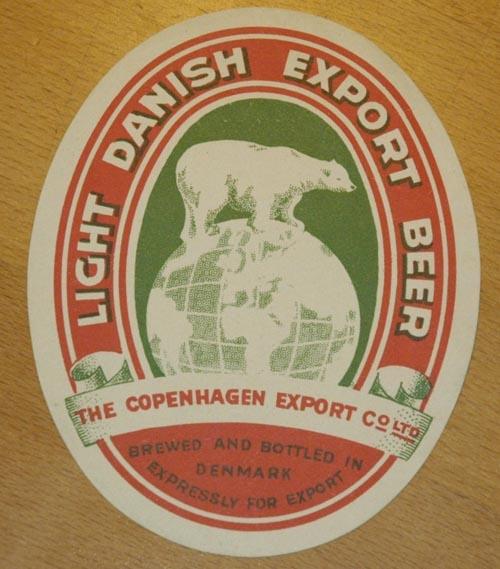 LIGHT DANISH EXPORT BEER
THE COPENHAGEN EXPORT CO LTD
BREWED AND BOTTLED IN
DENMARK
EXPRESSLY FOR EXPORT